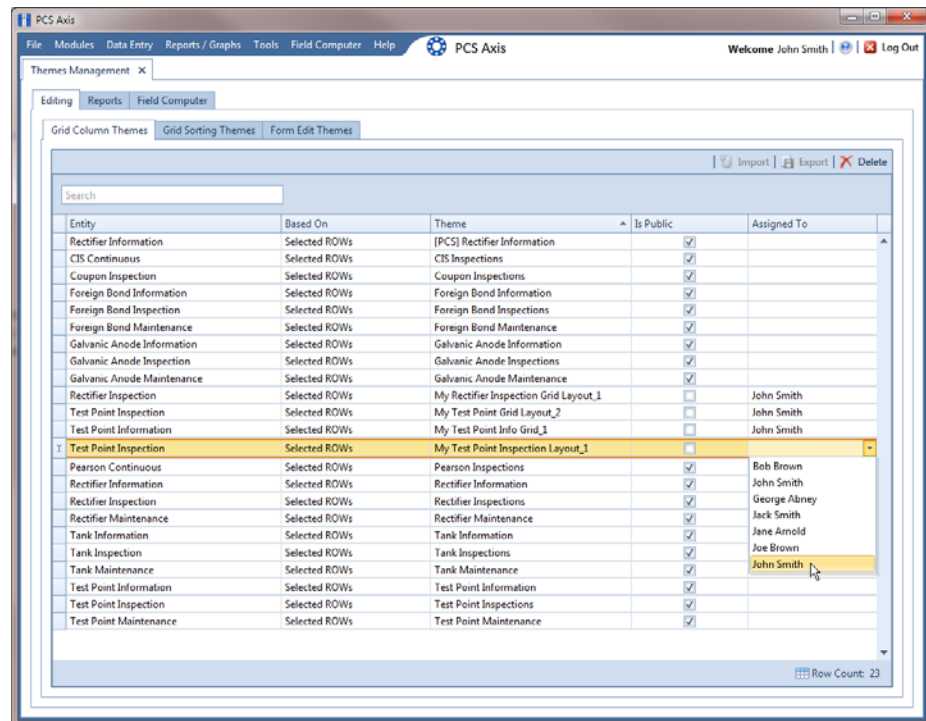 PCS Axis
File Modules Data Entry Reports / Graphs Tools Field Computer Help PCS Axis Welcome John Smith Log Out
Themes Management X
Editing Reports Field Computer
Grid Column Themes Grid Sorting Themes Form Edit Themes
Import Export Delete
Search
Entity Based On Theme Is Public Assigned To
Rectifier Information Selected ROWs [PCS] Rectifier Information
CIS Continuous Selected ROWs CIS Inspections
Coupon Inspection Selected ROWs Coupon Inspections
Foreign Bond Information Selected ROWs Foreign Bond Information
Foreign Bond Inspection Selected ROWs Foreign Bond Inspections
Foreign Bond Maintenance Selected ROWs Foreign Bond Maintenance
Galvanic Anode Information Selected ROWs Galvanic Anode Information
Galvanic Anode Inspection Selected ROWs Galvanic Anode Inspections
Galvanic Anode Maintenance Selected ROWs Galvanic Anode Maintenance
Rectifier Inspection Selected ROWs My Rectifier Inspection Grid Layout_1 John Smith
Test Point Inspection Selected ROWs My Test Point Grid Layout_2 John Smith
Test Point Information Selected ROWs My Test Point Info Grid_1 John Smith
Test Point Inspection Selected ROWs My Test Point Inspection Layout_1
Pearson Continuous Selected ROWs Pearson Inspections Bob Brown
Rectifier Information Selected ROWs Rectifier Information John Smith
Rectifier Inspection Selected ROWs Rectifier Inspections George Abney
Rectifier Maintenance Selected ROWs Rectifier Maintenance Jack Smith
Tank Information Selected ROWs Tank Information Jane Arnold
Tank Inspection Selected ROWs Tank Inspections Joe Brown
Tank Maintenance Selected ROWs Tank Maintenance John Smith
Test Point Information Selected ROWs Test Point Information
Test Point Inspection Selected ROWs Test Point Inspections
Test Point Maintenance Selected ROWs Test Point Maintenance
Row Count: 23